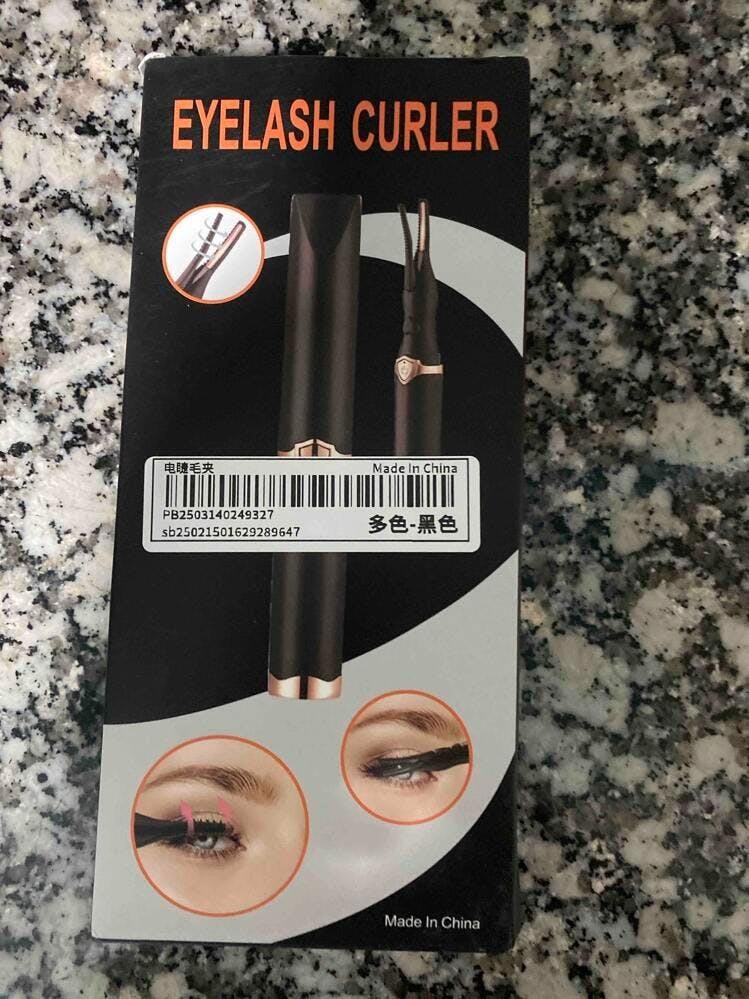 EYELASH CURLER
电睫毛夹
Made In China
PB2503140249327
sb25021501629289647
多色-黑色
Made In China